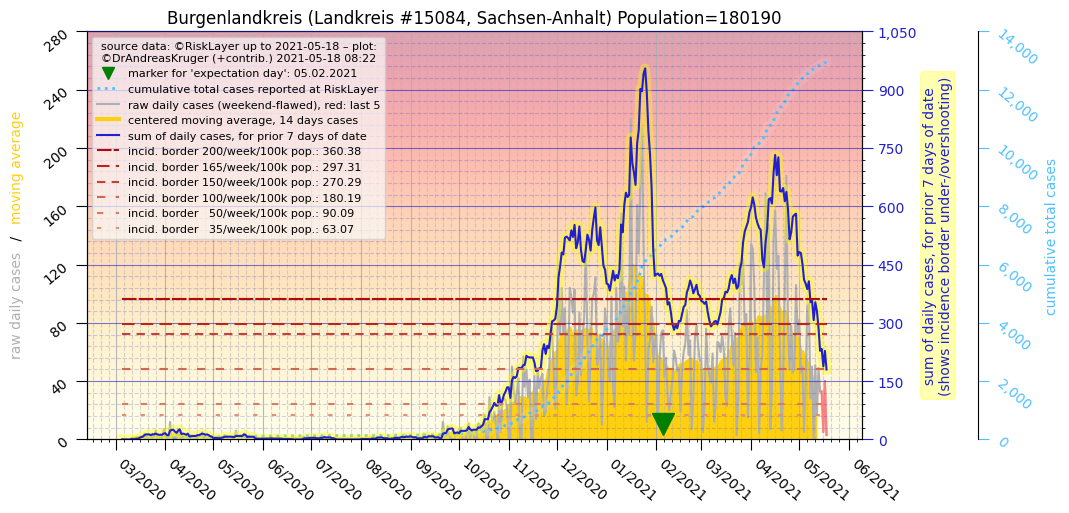 Burgenlandkreis (Landkreis #15084, Sachsen-Anhalt) Population=180190
source data: ©RiskLayer up to 2021-05-18 – plot:
©DrAndreasKruger (+contrib.) 2021-05-18 08:22
marker for 'expectation day': 05.02.2021
cumulative total cases reported at RiskLayer
raw daily cases (weekend-flawed), red: last 5
centered moving average, 14 days cases
sum of daily cases, for prior 7 days of date
incid. border 200/week/100k pop.: 360.38
incid. border 165/week/100k pop.: 297.31
incid. border 150/week/100k pop.: 270.29
incid. border 100/week/100k pop.: 180.19
incid. border   50/week/100k pop.: 90.09
incid. border   35/week/100k pop.: 63.07
raw daily cases / moving average
280
240
200
160
120
80
40
0
03/2020
04/2020
05/2020
06/2020
07/2020
08/2020
09/2020
10/2020
11/2020
12/2020
01/2021
02/2021
03/2021
04/2021
05/2021
06/2021
1,050
900
750
600
450
300
150
0
sum of daily cases, for prior 7 days of date
(shows incidence border under-/overshooting)
14,000
12,000
10,000
8,000
6,000
4,000
2,000
0
cumulative total cases